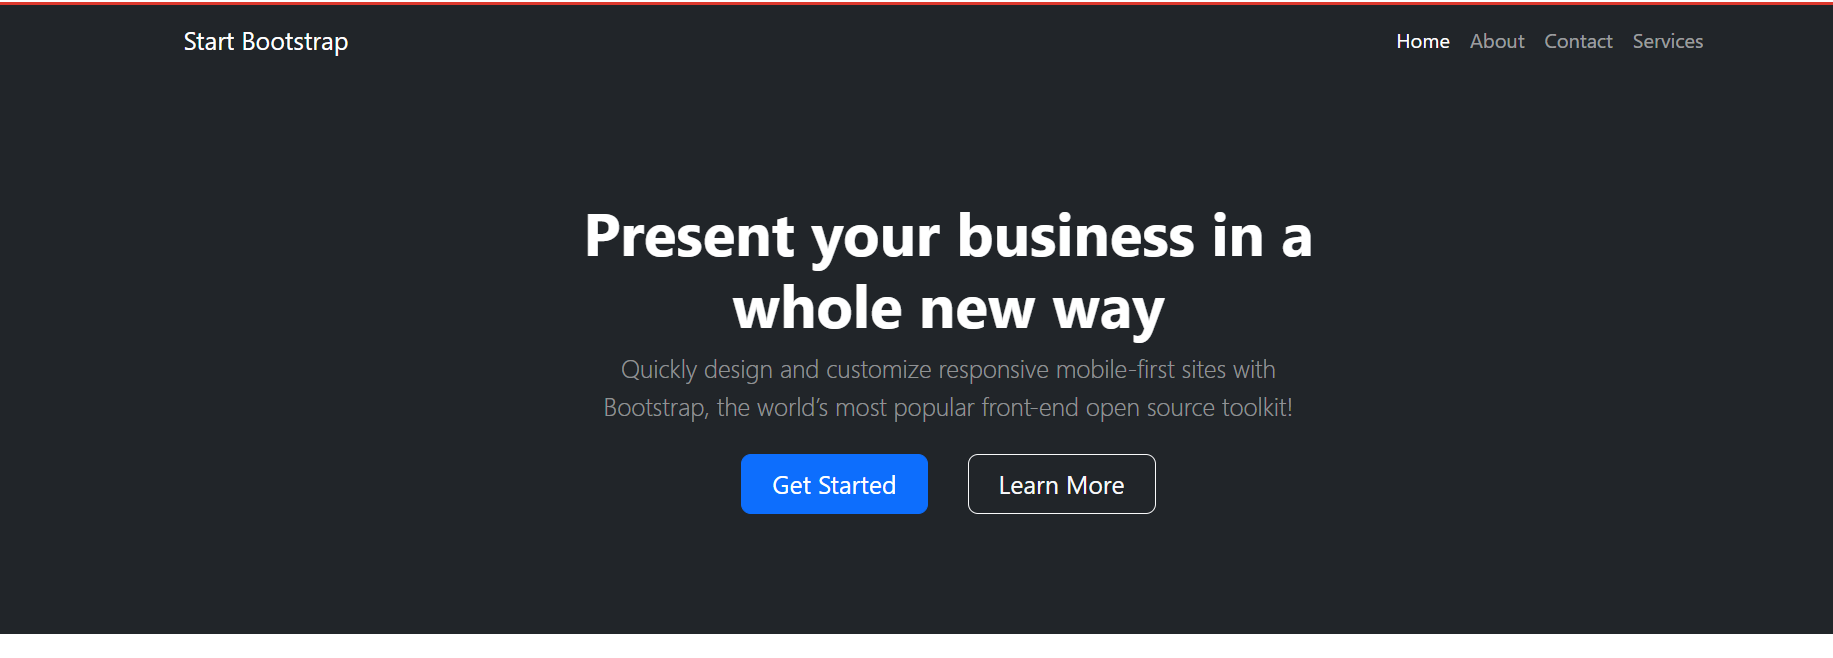 Start Bootstrap
Home About Contact Services
Present your business in a
whole new way
Quickly design and customize responsive mobile-first sites with
Bootstrap, the world’s most popular front-end open source toolkit!
Get Started
Learn More